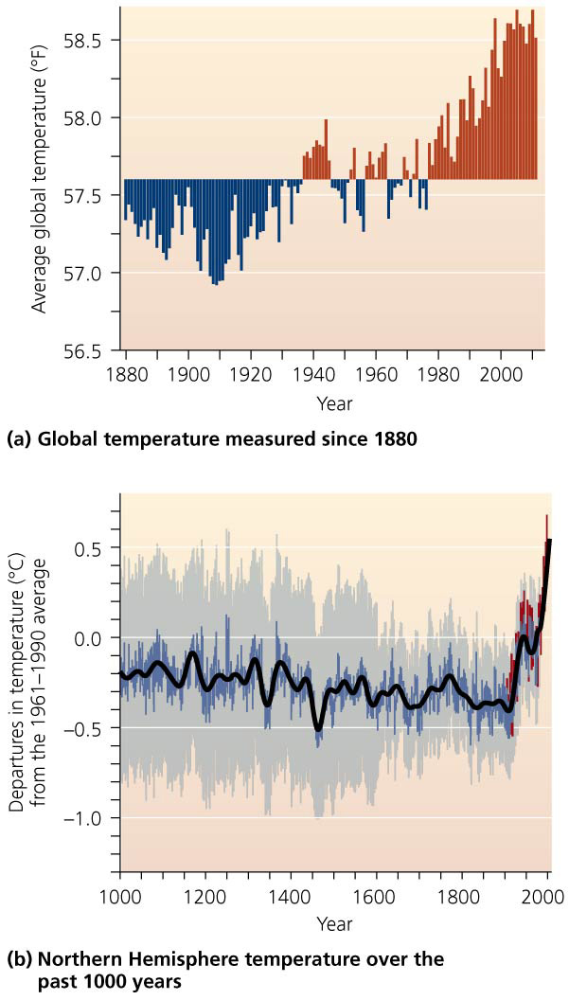 Average global temperature (°F)
58.5
58.0
57.5
57.0
56.5
1880 1900 1920 1940 1960 1980 2000
Year
(a) Global temperature measured since 1880
Departures in temperature (°C)
from the 1961–1990 average
0.5
0.0
–0.5
–1.0
1000 1200 1400 1600 1800 2000
Year
(b) Northern Hemisphere temperature over the
past 1000 years